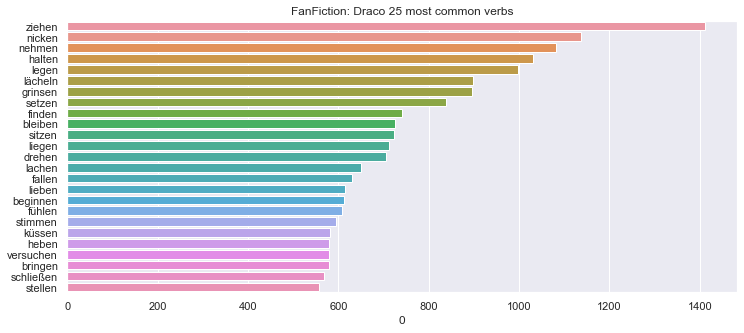 FanFiction: Draco 25 most common verbs
ziehen
nicken
nehmen
halten
legen
lächeln
grinsen
setzen
finden
bleiben
sitzen
liegen
drehen
lachen
fallen
lieben
beginnen
fühlen
stimmen
küssen
heben
versuchen
bringen
schließen
stellen
0 200 400 600 800 1000 1200 1400
0